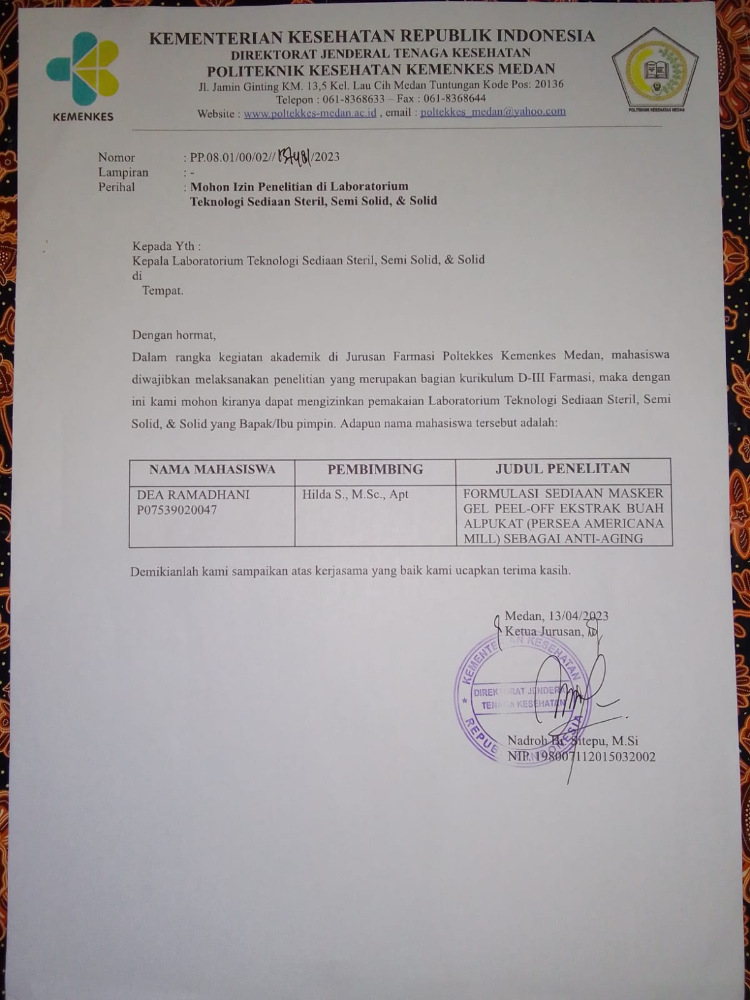 KEMENKES
KEMENTERIAN KESEHATAN REPUBLIK INDONESIA
DIREKTORAT JENDERAL TENAGA KESEHATAN
POLITEKNIK KESEHATAN KEMENKES MEDAN
Jl. Jamin Ginting KM. 13,5 Kel. Lau Cih Medan Tuntungan Kode Pos: 20136
Telepon : 061-8368633 – Fax : 061-8368644
Website : www.poltekkes-medan.ac.id , email : poltekkes_medan@yahoo.com
POLITEKNIK KESEHATAN MEDAN
Nomor : PP.08.01/00/02// /2023
Lampiran : -
Perihal : Mohon Izin Penelitian di Laboratorium
Teknologi Sediaan Steril, Semi Solid, & Solid
Kepada Yth :
Kepala Laboratorium Teknologi Sediaan Steril, Semi Solid, & Solid
di
Tempat.
Dengan hormat,
Dalam rangka kegiatan akademik di Jurusan Farmasi Poltekkes Kemenkes Medan, mahasiswa
diwajibkan melaksanakan penelitian yang merupakan bagian kurikulum D-III Farmasi, maka dengan
ini kami mohon kiranya dapat mengizinkan pemakaian Laboratorium Teknologi Sediaan Steril, Semi
Solid, & Solid yang Bapak/Ibu pimpin. Adapun nama mahasiswa tersebut adalah:
NAMA MAHASISWA PEMBIMBING JUDUL PENELITAN
DEA RAMADHANI Hilda S., M.Sc., Apt FORMULASI SEDIAAN MASKER
P07539020047 GEL PEEL-OFF EKSTRAK BUAH
ALPUKAT (PERSEA AMERICANA
MILL) SEBAGAI ANTI-AGING
Demikianlah kami sampaikan atas kerjasama yang baik kami ucapkan terima kasih.
Medan, 13/04/2023
Ketua Jurusan,
KEMENTERIAN KESEHATAN
DIREKTORAT JENDERAL
TENAGA KESEHATAN
REPUBLIK INDONESIA
Nadroh Br. Sitepu, M.Si
NIP. 198007112015032002